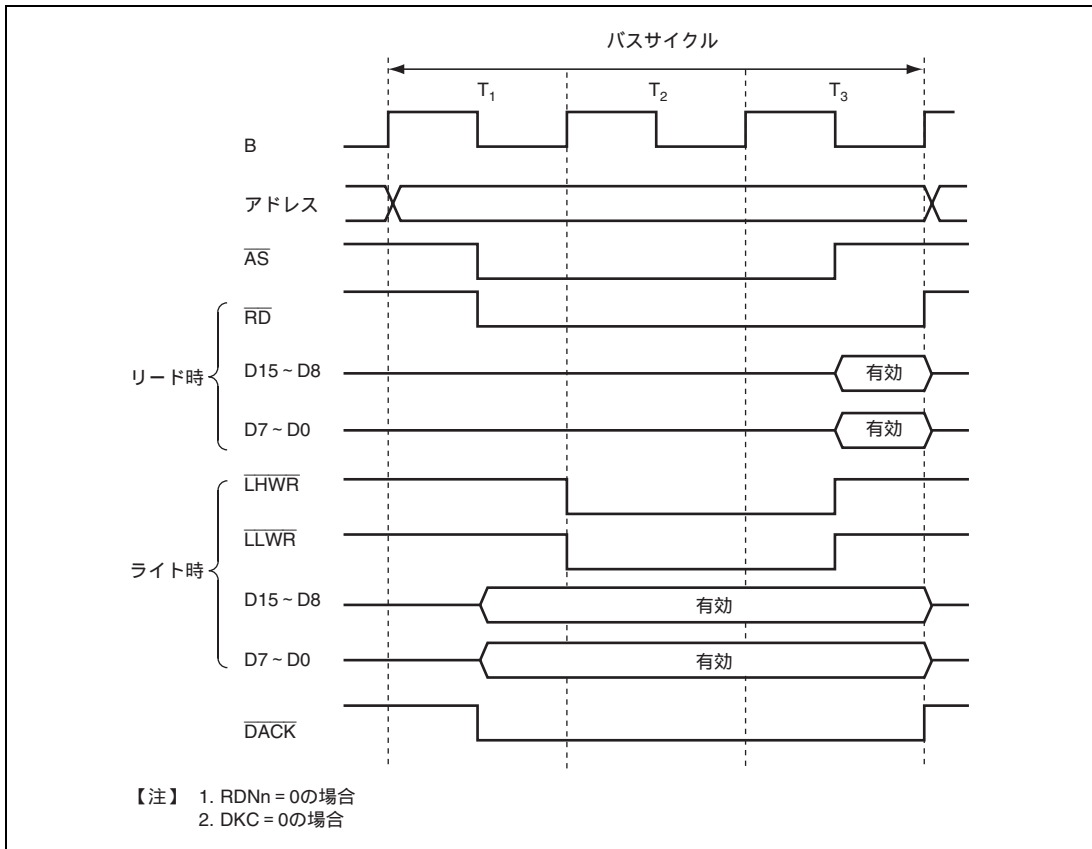 バスサイクル
T1 T2 T3
B
アドレス
AS
RD
リード時
D15～D8 有効
D7～D0 有効
LHWR
LLWR
ライト時
D15～D8 有効
D7～D0 有効
DACK
【注】 1. RDNn = 0の場合
2. DKC = 0の場合